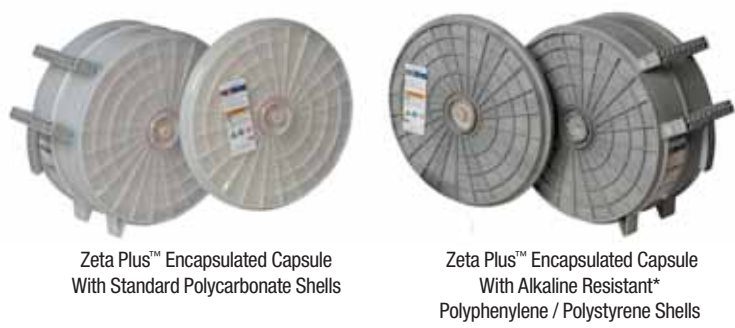 Zeta Plus™ Encapsulated Capsule
With Standard Polycarbonate Shells
Zeta Plus™ Encapsulated Capsule
With Alkaline Resistant*
Polyphenylene / Polystyrene Shells